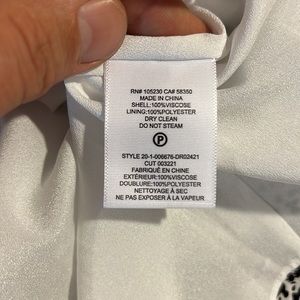 RN# 105230 CA# 58350
MADE IN CHINA
SHELL:100%VISCOSE
LINING:100%POLYESTER
DRY CLEAN
DO NOT STEAM
P
STYLE 20-1-006676-DR02421
CUT 003221
FABRIQUÉ EN CHINE
EXTÉRIEUR:100%VISCOSE
DOUBLURE:100%POLYESTER
NETTOYAGE À SEC
NE PAS EXPOSER À LA VAPEUR